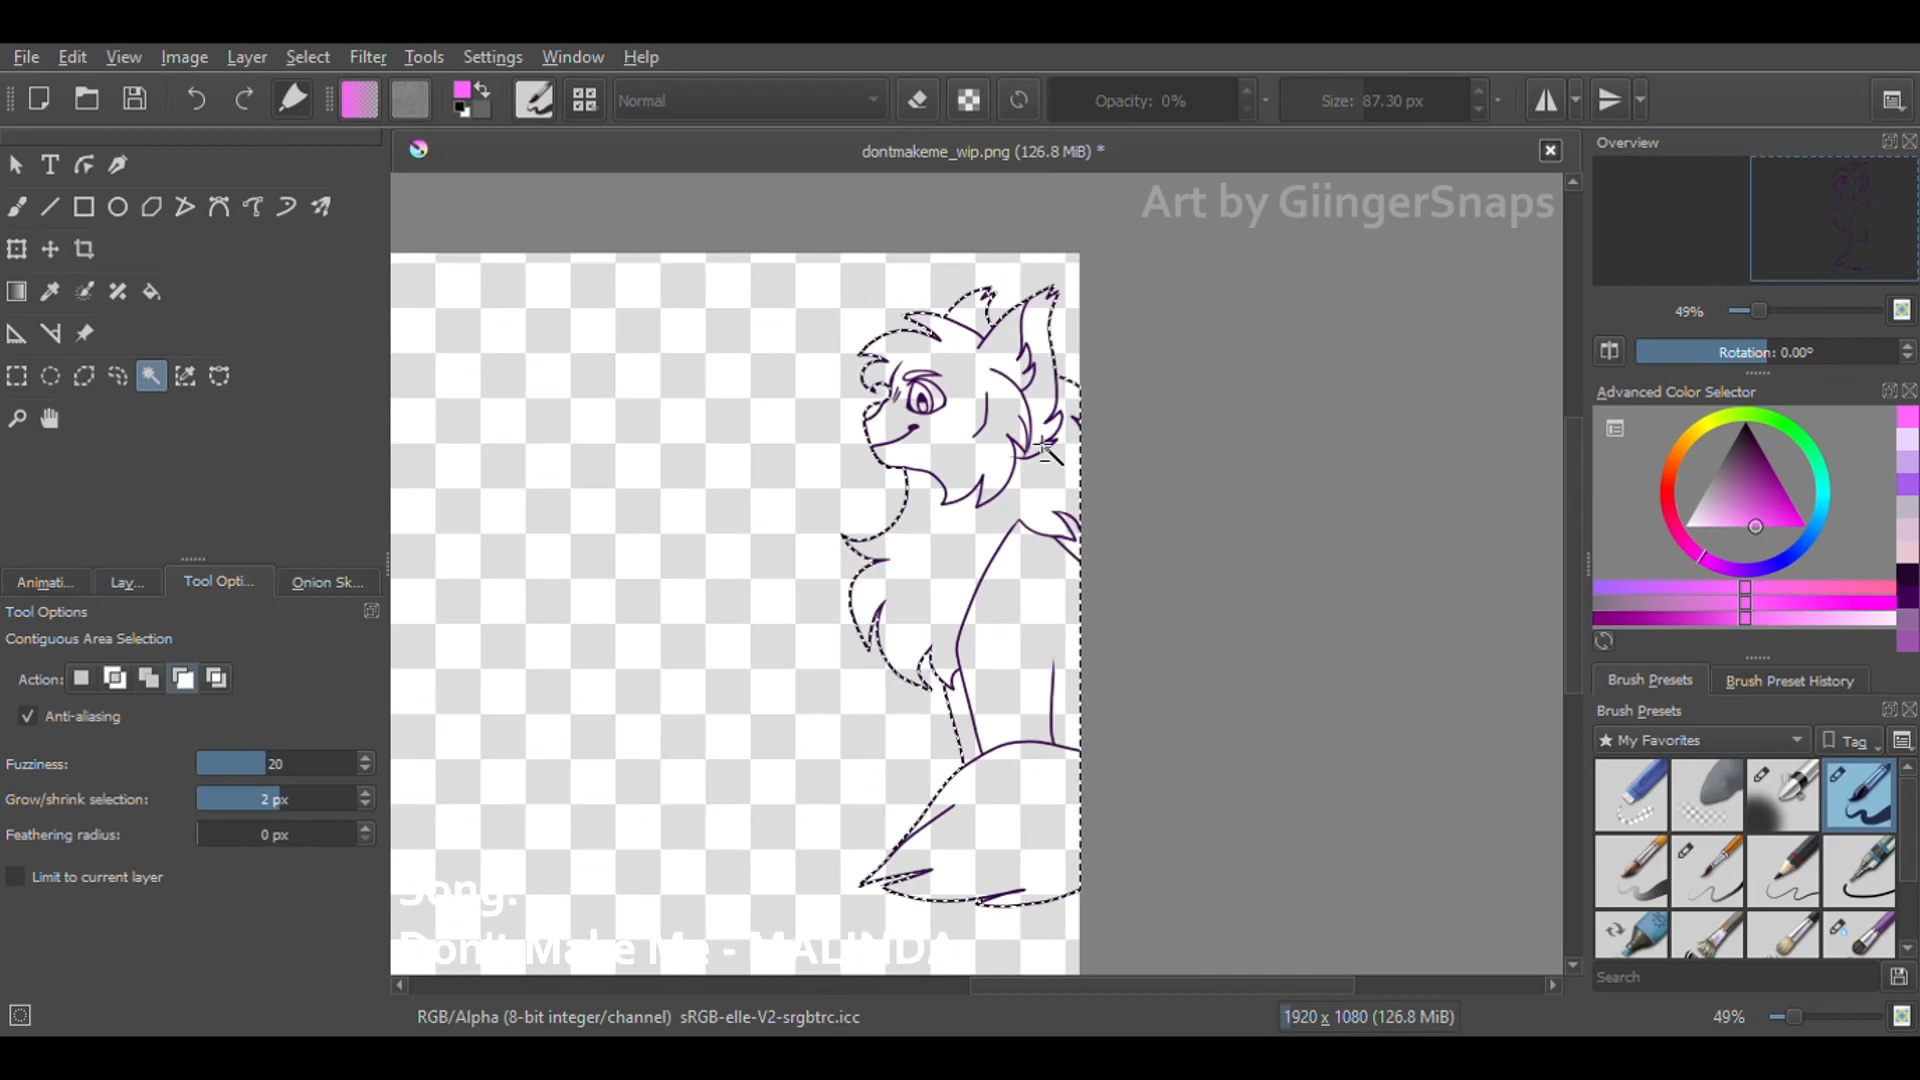 File Edit View Image Layer Select Filter Tools Settings Window Help
Normal
Opacity: 0%
Size: 87.30 px
dontmakeme_wip.png (126.8 MiB) *
Art by GiingerSnaps
Overview
49%
Rotation: 0.00°
Advanced Color Selector
Animati...
Lay...
Tool Opti...
Onion Sk...
Tool Options
Contiguous Area Selection
Action:
Anti-aliasing
Fuzziness: 20
Grow/shrink selection: 2 px
Feathering radius: 0 px
Limit to current layer
Brush Presets
Brush Preset History
Brush Presets
My Favorites
Tag
Search
Song:
Don't Make Me - MALINDA
RGB/Alpha (8-bit integer/channel) sRGB-elle-V2-srgbtrc.icc
1920 x 1080 (126.8 MiB)
49%